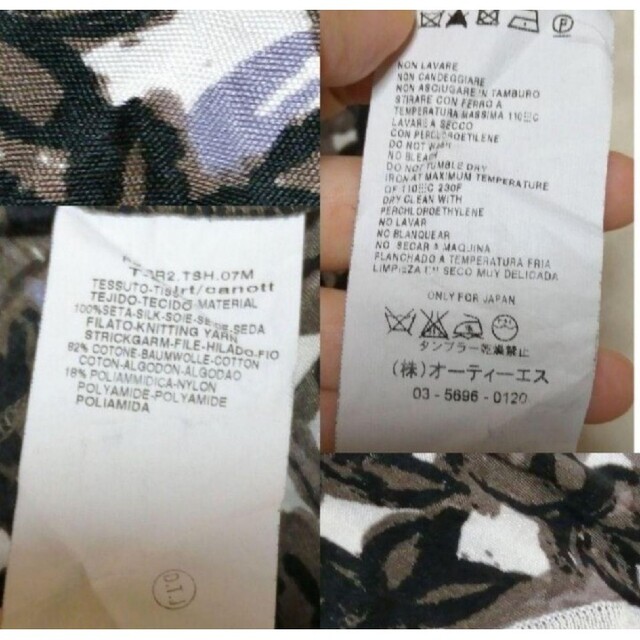 NON LAVARE
NON CANDEGGIARE
NON ASCIUGARE IN TAMBURO
STIRARE CON FERRO A
TEMPERATURA MASSIMA 110 C
LAVARE A SECCO
CON PERCLOROETILENE
DO NOT WASH
NO BLEACH
DO NOT TUMBLE DRY
IRON AT MAXIMUM TEMPERATURE
OF 110 C 230F
DRY CLEAN WITH
PERCHLOROETHYLENE
NO LAVAR
NO BLANQUEAR
NO SECAR A MAQUINA
PLANCHADO A TEMPERATURA FRIA
LIMPIEZA SECO MUY DELICADA
ONLY FOR JAPAN
タンブラー乾燥禁止
(株)オーティーエス
03-5696-0120
TSH.07M
irt/canott
TESSUTO-TISSU
TEJIDO-TECIDO-MATERIAL
100%SETA-SILK-SOIE-SEIDE-SEDA
FILATO-KNITTING YARN
STRICKGARM-FILE-HILADO.FIO
82% COTONE-BAUMWOLLE-COTTON
COTON-ALGODON-ALGODAO
18% POLIAMMIDICA-NYLON
POLYAMIDE-POLYAMIDE
POLIAMIDA